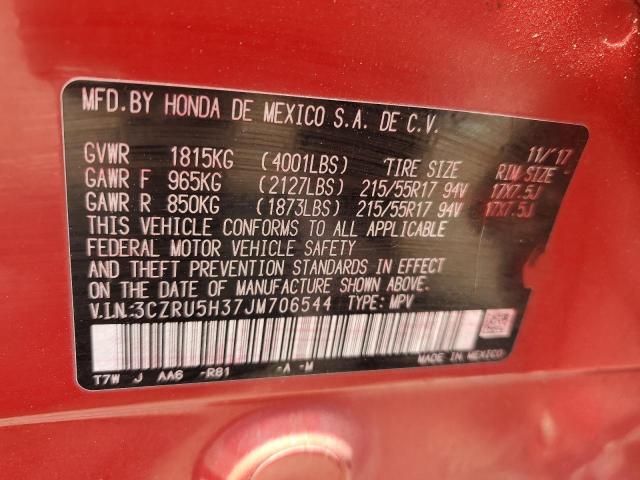 MFD.BY HONDA DE MEXICO S.A. DE C.V.
11/'17
GVWR 1815KG (4001LBS) TIRE SIZE RIM SIZE
GAWR F 965KG (2127LBS) 215/55R17 94V 17X7.5J
GAWR R 850KG (1873LBS) 215/55R17 94V 17X7.5J
THIS VEHICLE CONFORMS TO ALL APPLICABLE
FEDERAL MOTOR VEHICLE SAFETY
AND THEFT PREVENTION STANDARDS IN EFFECT
ON THE DATE OF MANUFACTURE SHOWN ABOVE.
V.I.N:3CZRU5H37JM706544 TYPE: MPV
T7W J AA6 -R81 -A -M
MADE IN MEXICO